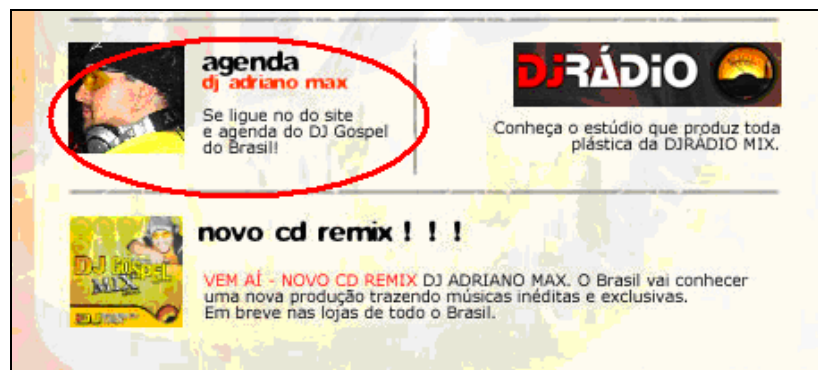 agenda
dj adriano max
Se ligue no do site
e agenda do DJ Gospel
do Brasil!
DJRÁDiO
Conheça o estúdio que produz toda
plástica da DJRÁDIO MIX.
novo cd remix ! ! !
DJ Gospel
MIX
VEM AÍ - NOVO CD REMIX DJ ADRIANO MAX. O Brasil vai conhecer
uma nova produção trazendo músicas inéditas e exclusivas.
Em breve nas lojas de todo o Brasil.